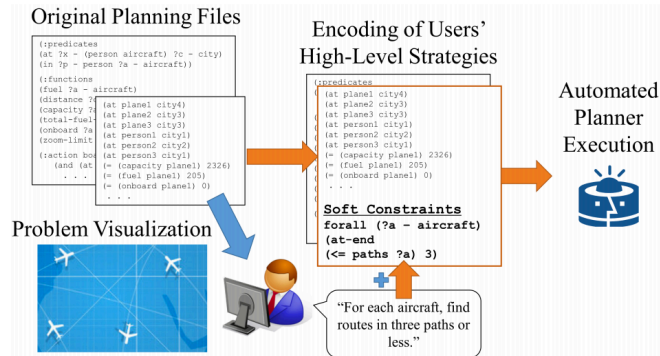 Original Planning Files
(:predicates
(at ?x - (person aircraft) ?c - city)
(in ?p - person ?a - aircraft))
(:functions
(fuel ?a - aircraft)
(distance ?c
(capacity ?a
(total-fuel-
(onboard ?a
(zoom-limit
(:action boa
(and (at
. . .
(at plane1 city4)
(at plane2 city3)
(at plane3 city3)
(at person1 city1)
(at person2 city2)
(at person3 city1)
(= (capacity plane1) 2326)
(= (fuel plane1) 205)
(= (onboard plane1) 0)
. . .
Encoding of Users’
High-Level Strategies
(:predicates
(at plane1 city4)
(at plane2 city3)
(at plane3 city3)
(at person1 city1)
(at person2 city2)
(at person3 city1)
(= (capacity plane1) 2326)
(= (fuel plane1) 205)
(= (onboard plane1) 0)
. . .
Soft Constraints
forall (?a - aircraft)
(at-end
(<= paths ?a) 3)
Automated
Planner
Execution
Problem Visualization
“For each aircraft, find
routes in three paths or
less.”